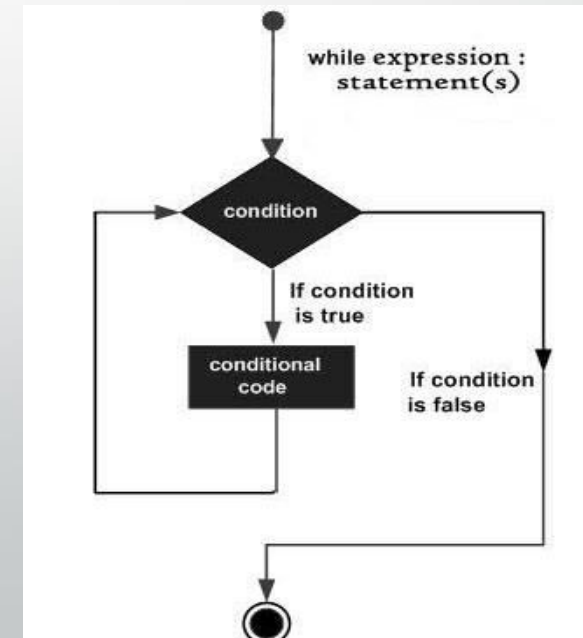 while expression :
statement(s)
condition
If condition
is true
conditional
code
If condition
is false